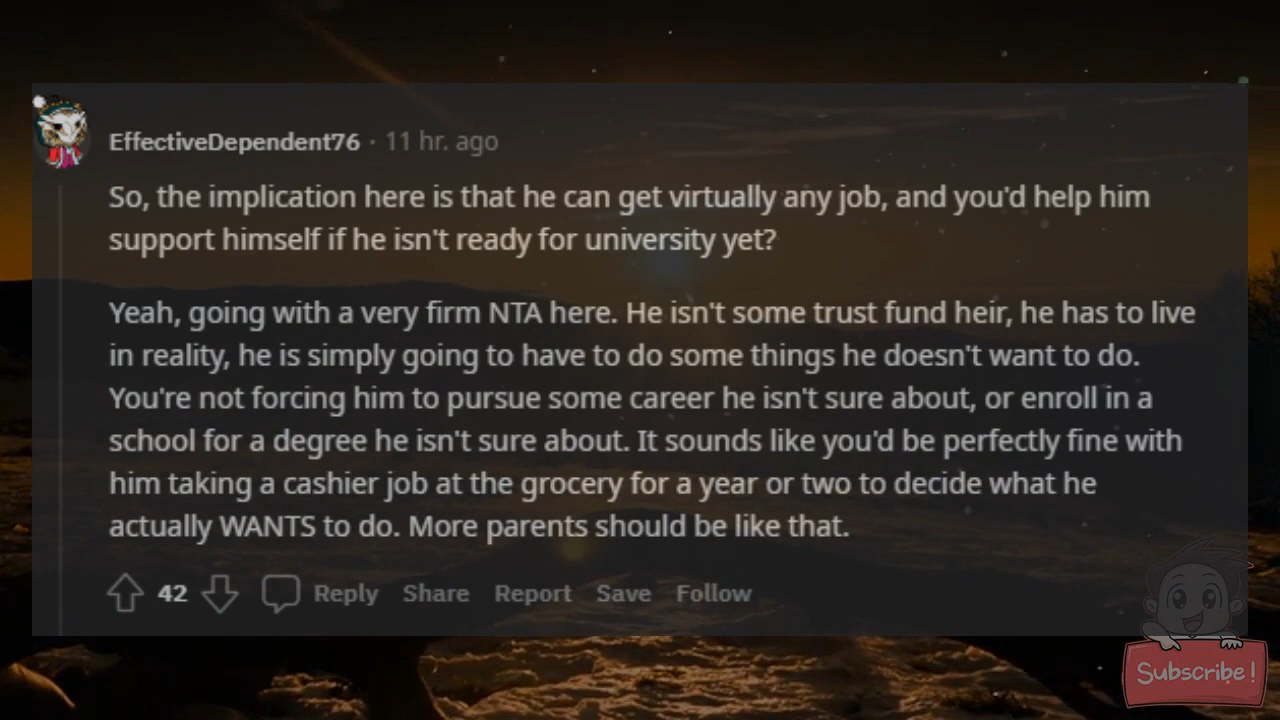 EffectiveDependent76 · 11 hr. ago
So, the implication here is that he can get virtually any job, and you'd help him
support himself if he isn't ready for university yet?
Yeah, going with a very firm NTA here. He isn't some trust fund heir, he has to live
in reality, he is simply going to have to do some things he doesn't want to do.
You're not forcing him to pursue some career he isn't sure about, or enroll in a
school for a degree he isn't sure about. It sounds like you'd be perfectly fine with
him taking a cashier job at the grocery for a year or two to decide what he
actually WANTS to do. More parents should be like that.
42 Reply Share Report Save Follow
Subscribe!